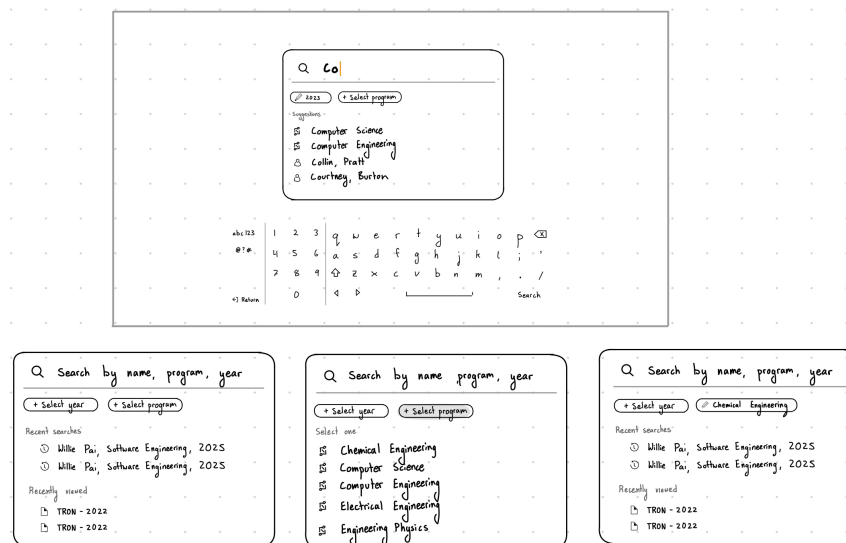 Co
2023 + Select program
Suggestions
Computer Science
Computer Engineering
Collin, Pratt
Courtney, Burton
abc 123 1 2 3 q w e r t y u i o p
@?# 4 5 6 a s d f g h j k l ; '
7 8 9 z x c v b n m , . /
Return 0 Search
Search by name, program, year
+ Select year + Select program
Recent searches
Willie Pai, Software Engineering, 2025
Willie Pai, Software Engineering, 2025
Recently viewed
TRON - 2022
TRON - 2022
Search by name, program, year
+ Select year + Select program
Select one
Chemical Engineering
Computer Science
Computer Engineering
Electrical Engineering
Engineering Physics
Search by name, program, year
+ Select year Chemical Engineering
Recent searches
Willie Pai, Software Engineering, 2025
Willie Pai, Software Engineering, 2025
Recently viewed
TRON - 2022
TRON - 2022